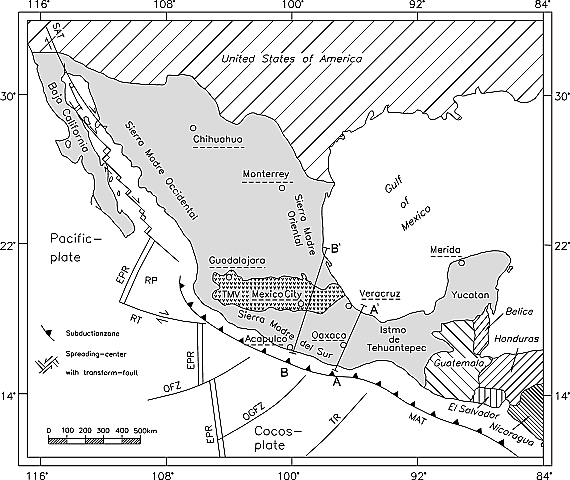 116° 108° 100° 92° 84°
SAT
United States of America
30° 30°
Baja California
Sierra Madre Occidental
Chihuahua
Monterrey
Gulf
of
Mexico
Sierra Madre
Oriental
22° 22°
Pacific-
plate
B'
Merida
Guadalajara
EPR
RP
TMV
Mexico City
Veracruz
A'
Yucatan
RT
Sierra Madre del Sur
Belice
Acapulco
Oaxaca
Istmo
de
Tehuantepec
Honduras
Guatemala
Subductionzone
Spreading-center
with transform-fault
EPR
B
A
14° 14°
OFZ
OGFZ
TR
MAT
El Salvador
Nicaragua
EPR
Cocos-
plate
0 100 200 300 400 500km
116° 108° 100° 92° 84°